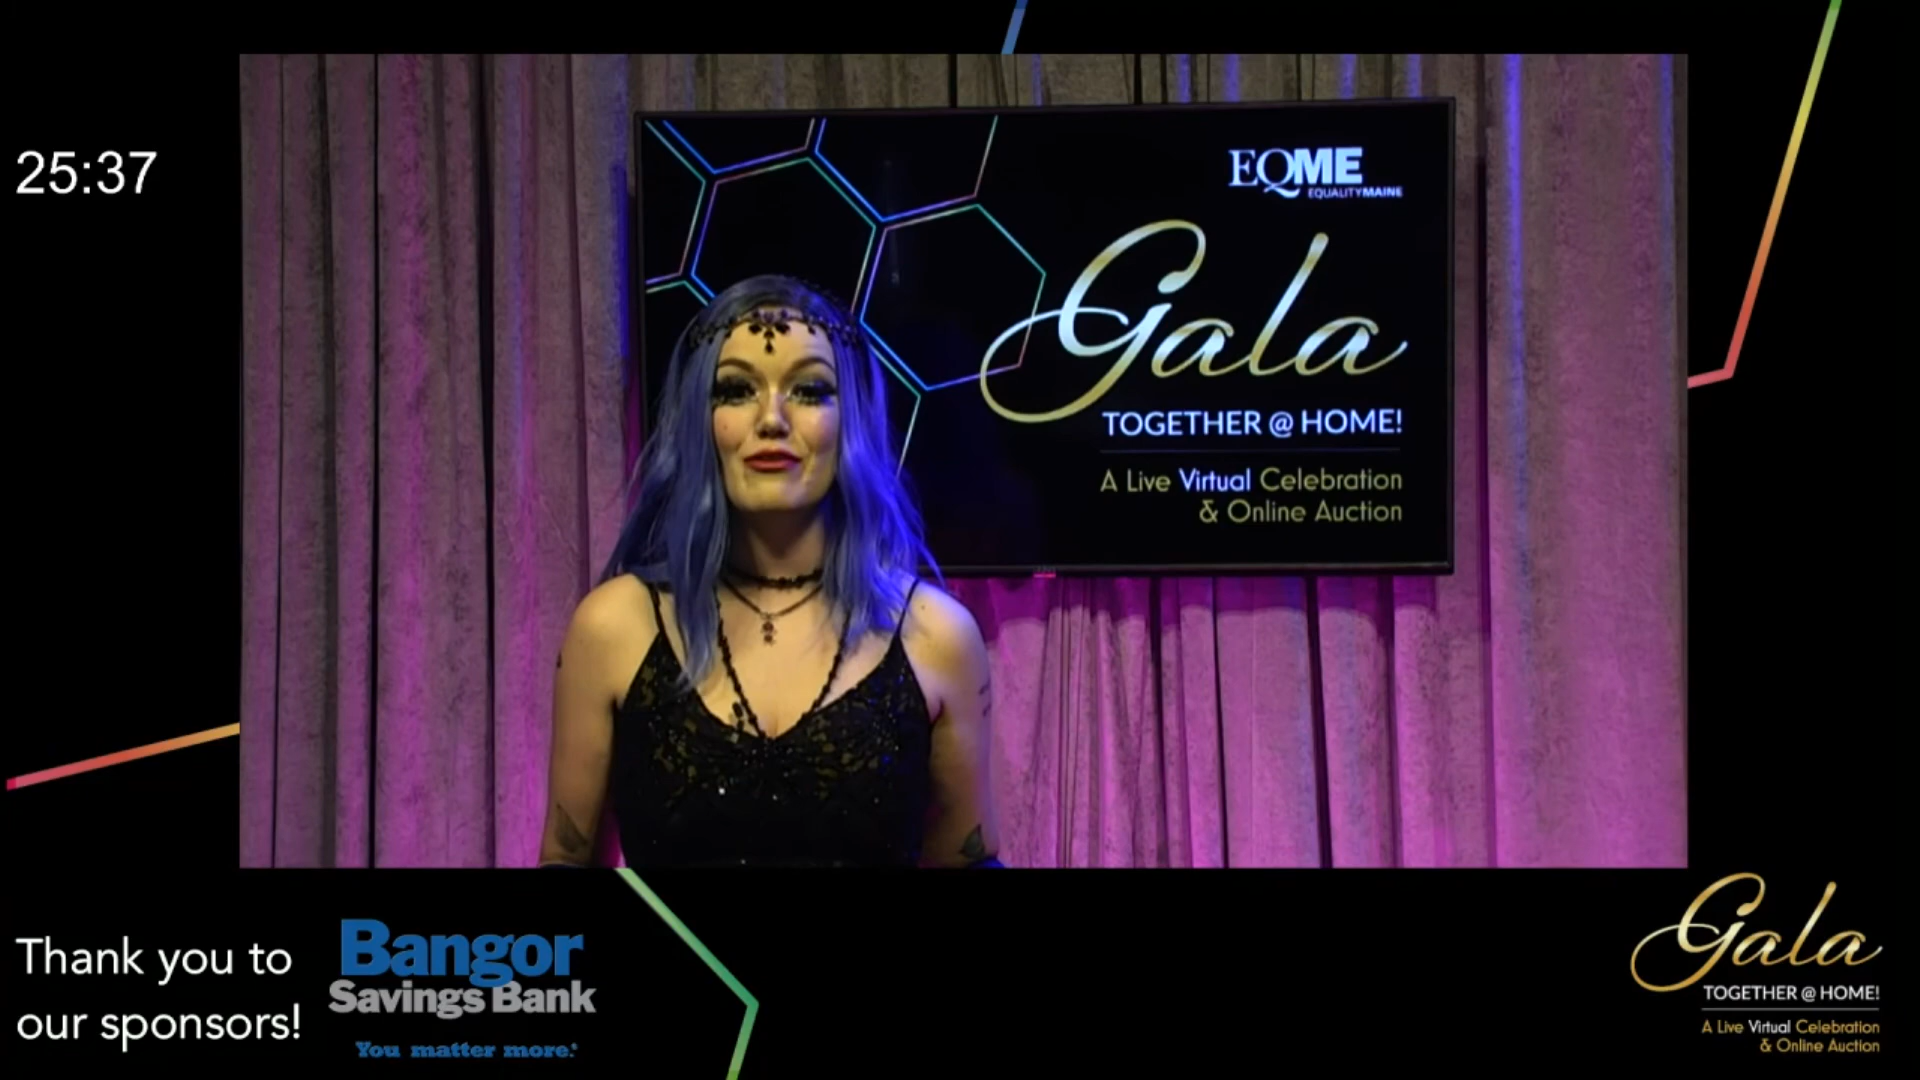 25:37
EQME
EQUALITYMAINE
Gala
TOGETHER @ HOME!
A Live Virtual Celebration
& Online Auction
Thank you to
our sponsors!
Bangor
Savings Bank
You matter more.®
Gala
TOGETHER @ HOME!
A Live Virtual Celebration
& Online Auction